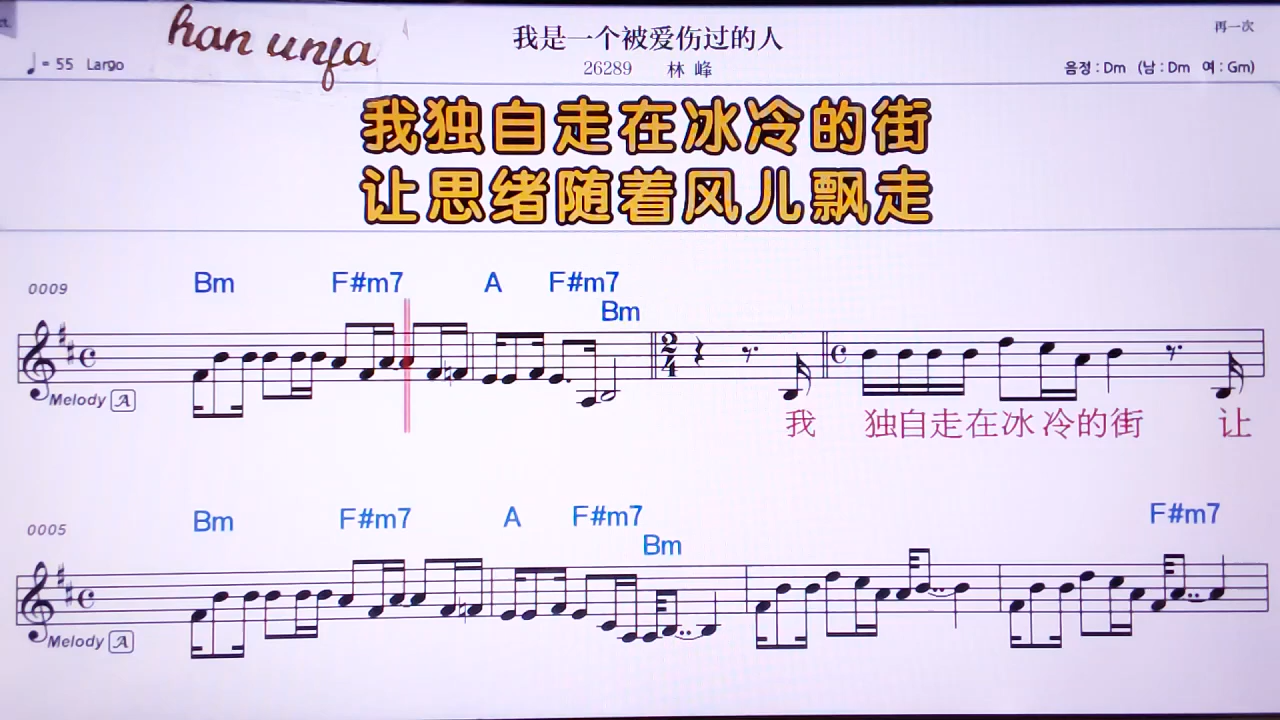 han unfa
我是一个被爱伤过的人
再一次
♩= 55 Largo
26289 林 峰
음정 : Dm (남 : Dm 여 : Gm)
我独自走在冰冷的街
让思绪随着风儿飘走
0009
Bm F#m7 A F#m7
Bm
Melody A
我 独自走在冰冷的街 让
0005
Bm F#m7 A F#m7 F#m7
Bm
Melody A